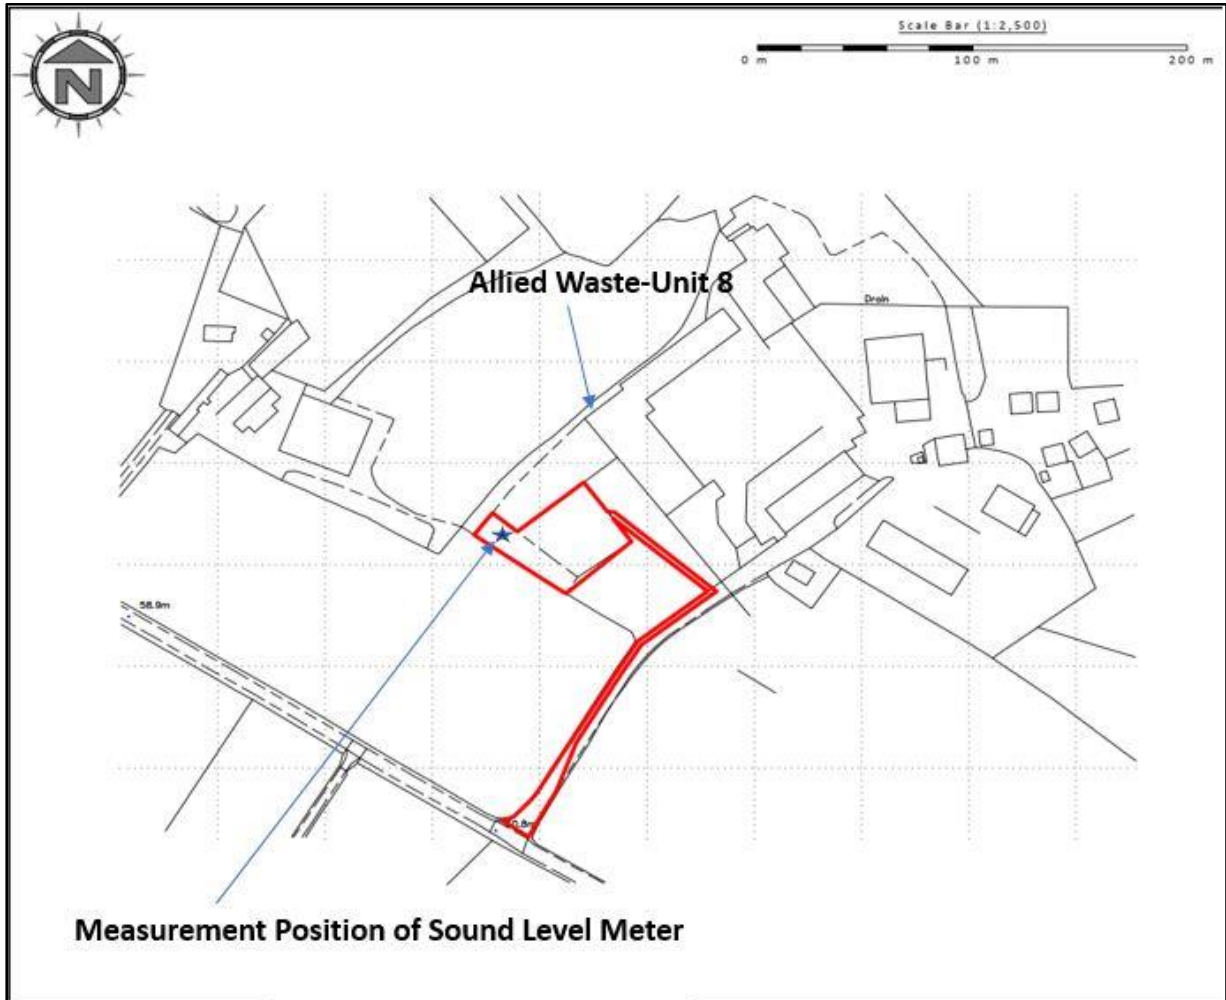 Scale Bar (1:2,500)
0 m 100 m 200 m
N
Allied Waste-Unit 8
Drain
58.9m
Measurement Position of Sound Level Meter